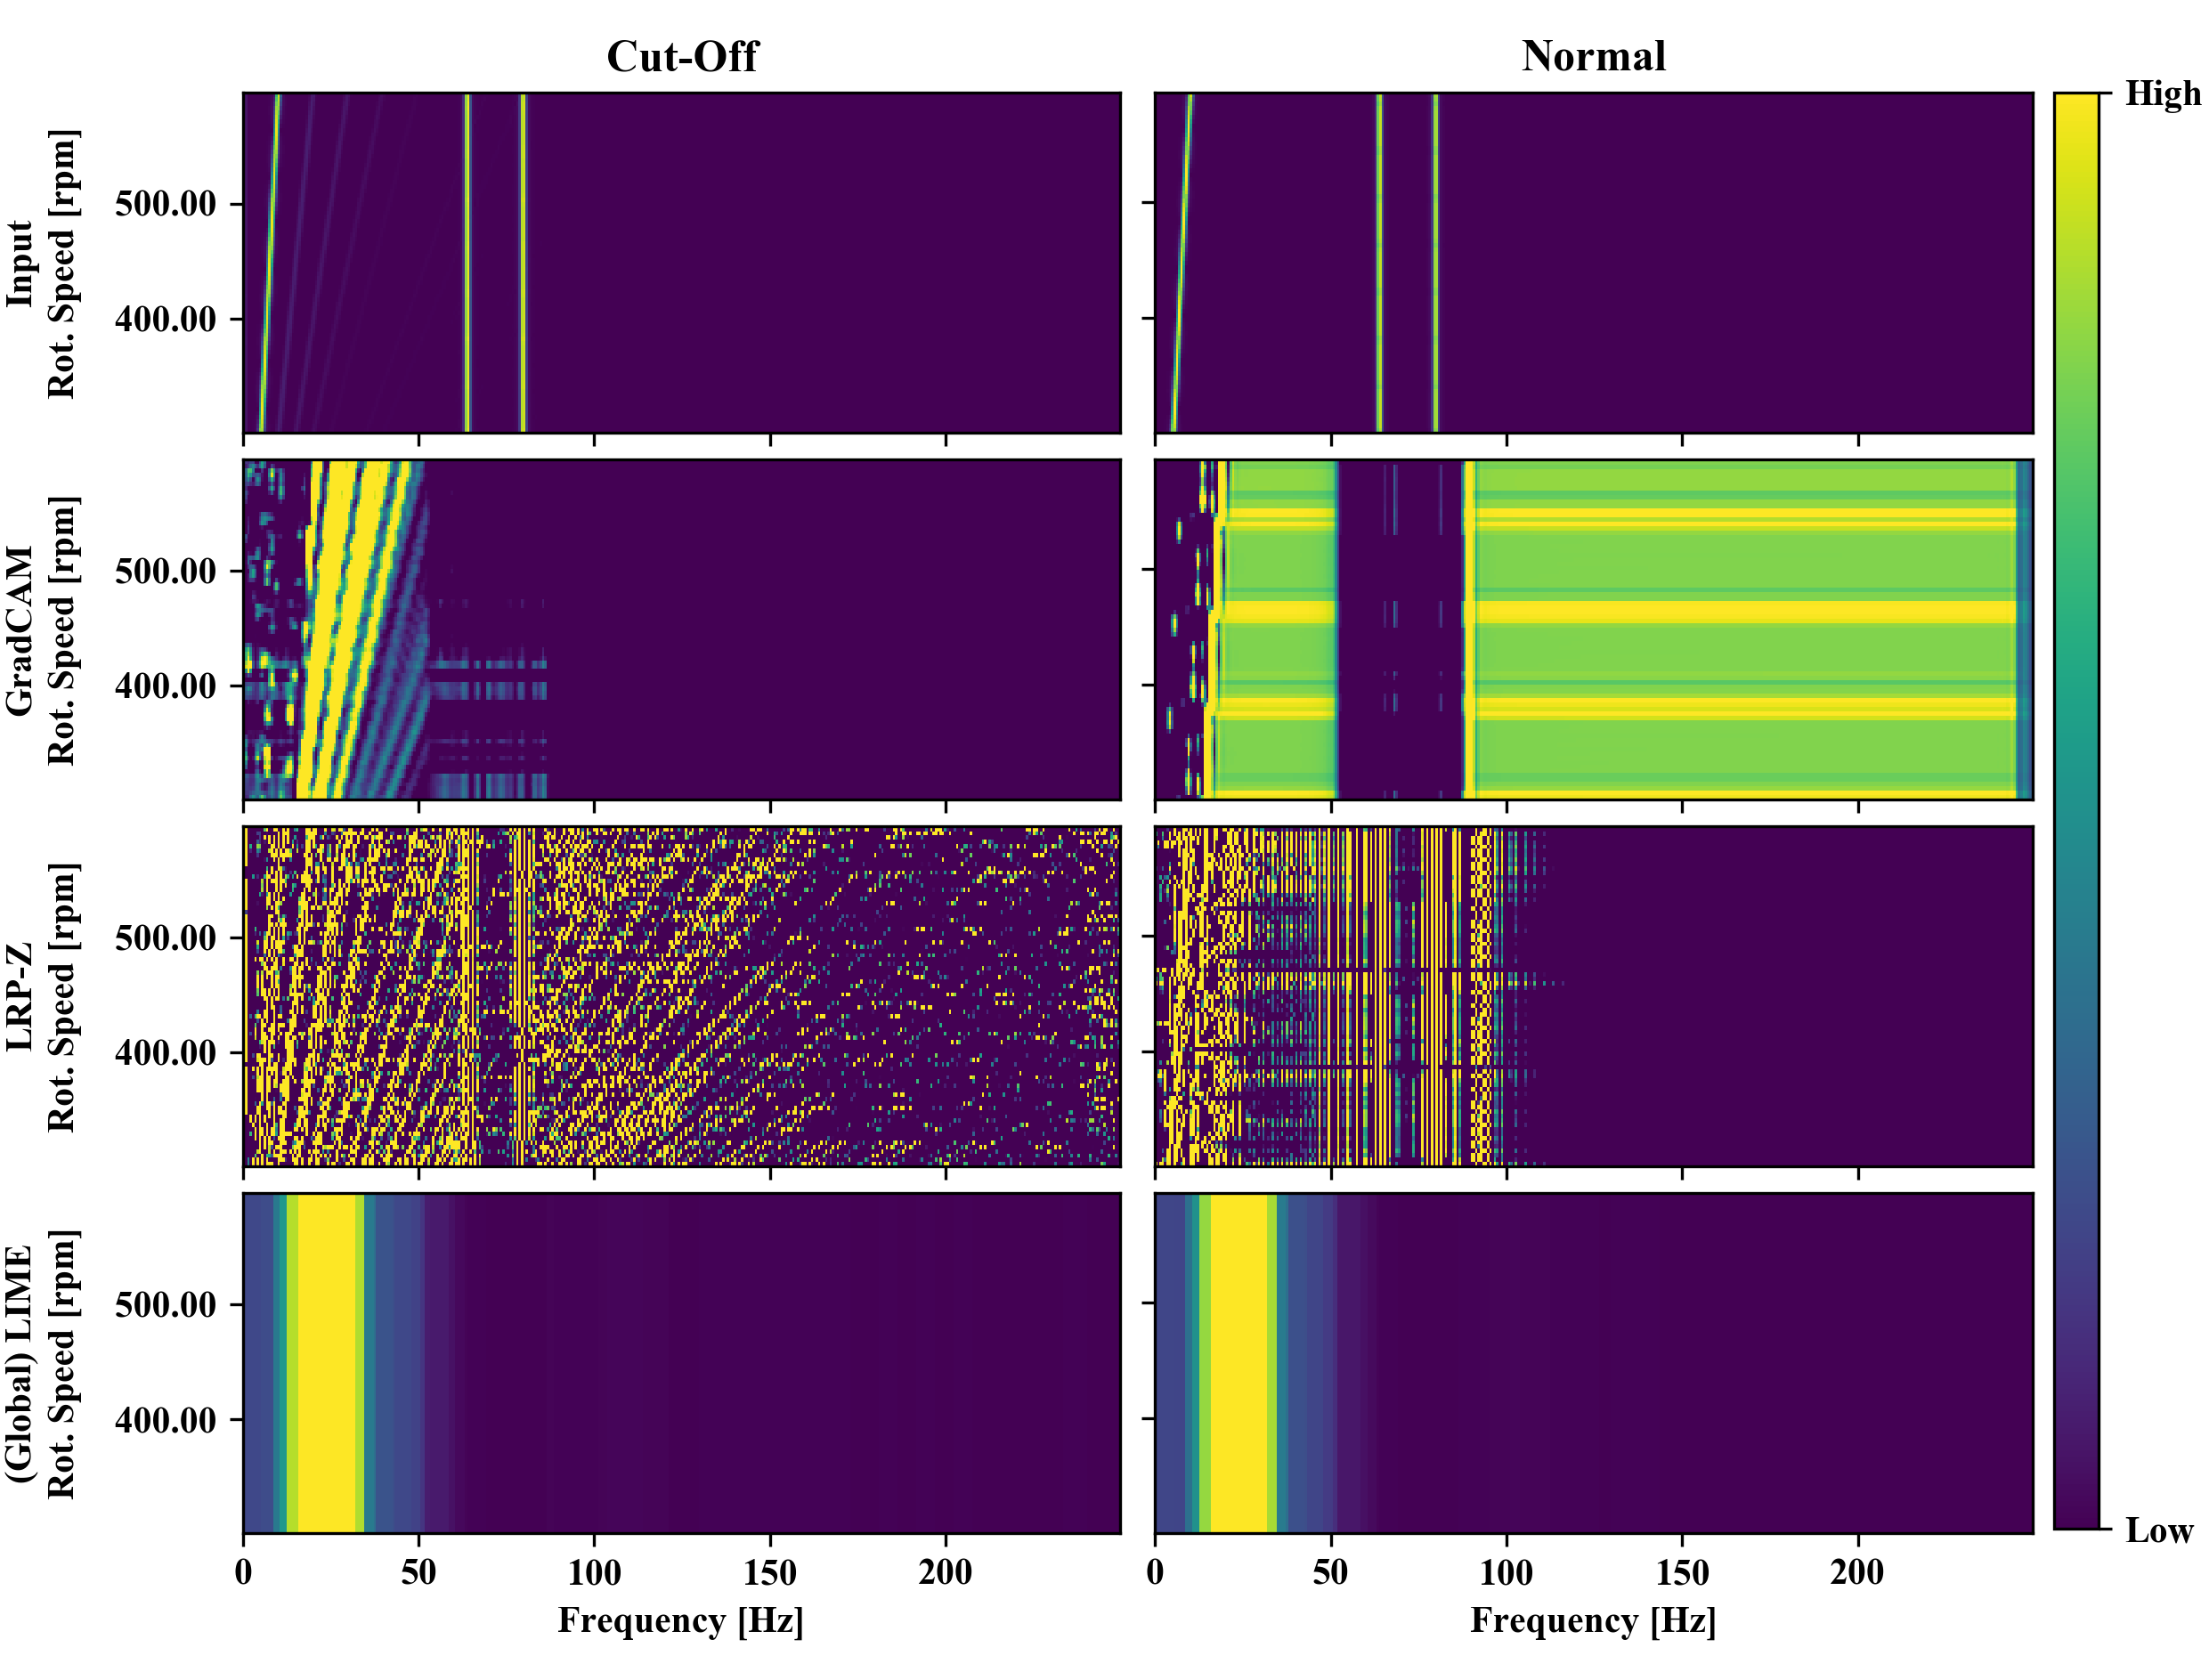 Cut-Off
Normal
High
Input
Rot. Speed [rpm]
500.00
400.00
GradCAM
Rot. Speed [rpm]
500.00
400.00
LRP-Z
Rot. Speed [rpm]
500.00
400.00
(Global) LIME
Rot. Speed [rpm]
500.00
400.00
Low
0 50 100 150 200
0 50 100 150 200
Frequency [Hz]
Frequency [Hz]